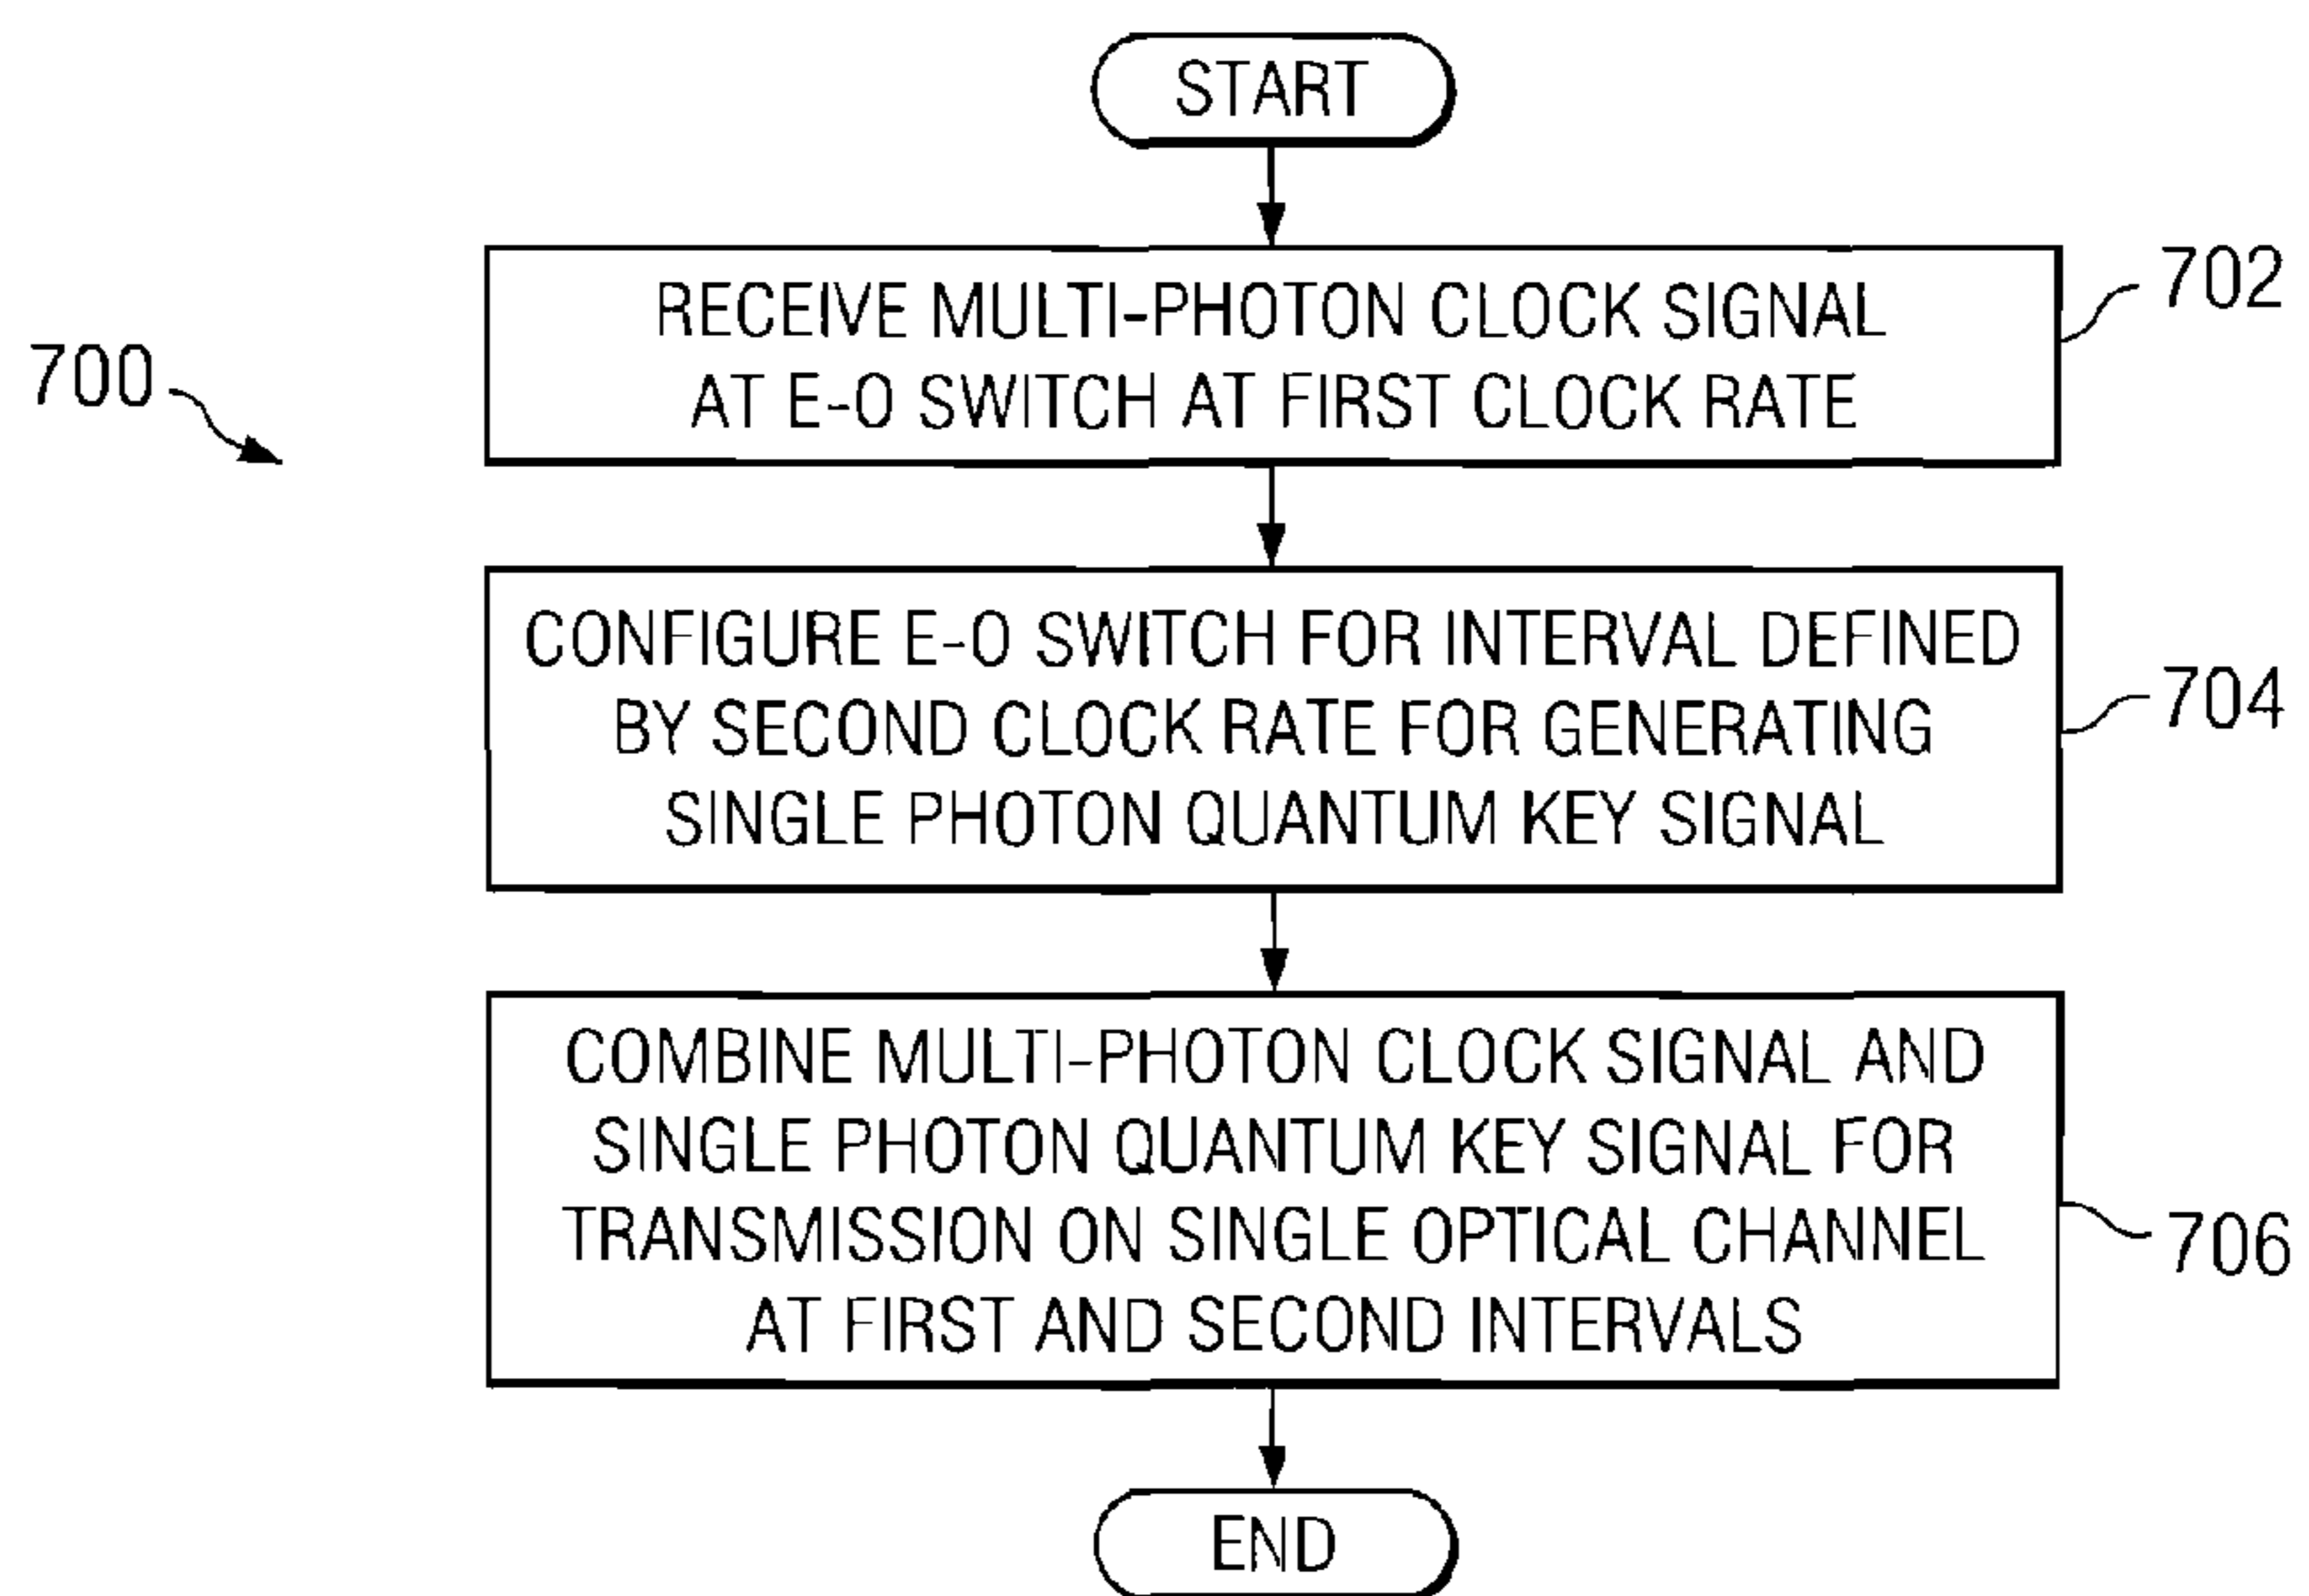 START
700
RECEIVE MULTI-PHOTON CLOCK SIGNAL
AT E-O SWITCH AT FIRST CLOCK RATE
702
CONFIGURE E-O SWITCH FOR INTERVAL DEFINED
BY SECOND CLOCK RATE FOR GENERATING
SINGLE PHOTON QUANTUM KEY SIGNAL
704
COMBINE MULTI-PHOTON CLOCK SIGNAL AND
SINGLE PHOTON QUANTUM KEY SIGNAL FOR
TRANSMISSION ON SINGLE OPTICAL CHANNEL
AT FIRST AND SECOND INTERVALS
706
END